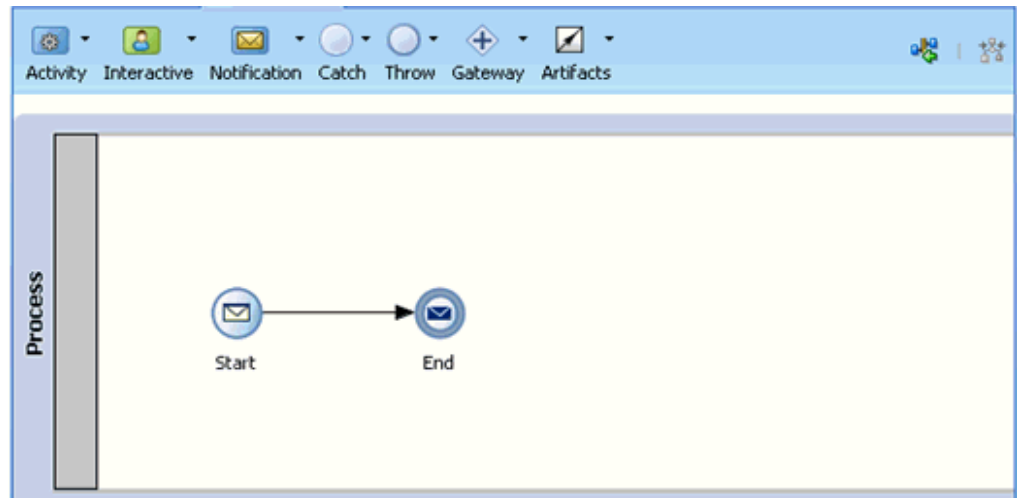 Activity Interactive Notification Catch Throw Gateway Artifacts
Process
Start End